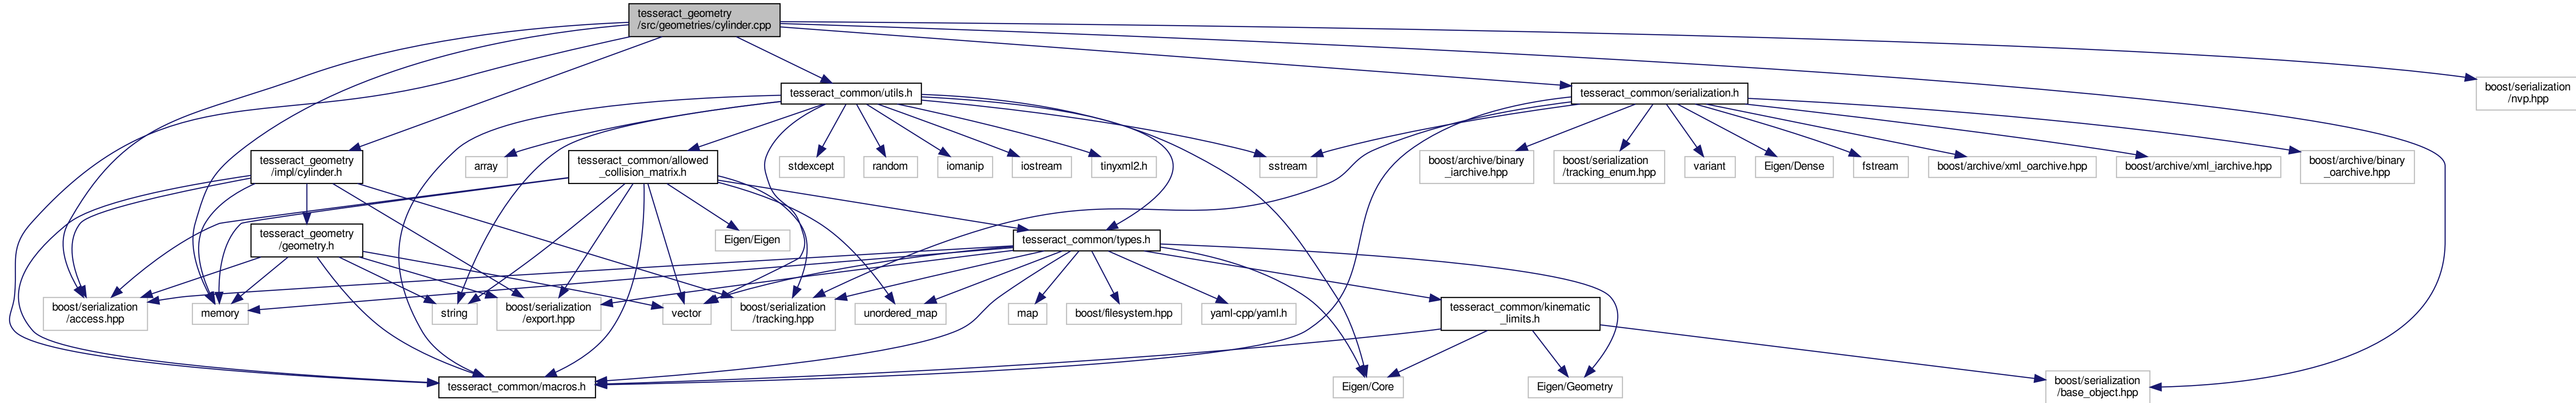 tesseract_geometry
/src/geometries/cylinder.cpp
tesseract_common/utils.h
tesseract_common/serialization.h
boost/serialization
/nvp.hpp
tesseract_geometry
/impl/cylinder.h
array
tesseract_common/allowed
_collision_matrix.h
stdexcept
random
iomanip
iostream
tinyxml2.h
sstream
boost/archive/binary
_iarchive.hpp
boost/serialization
/tracking_enum.hpp
variant
Eigen/Dense
fstream
boost/archive/xml_oarchive.hpp
boost/archive/xml_iarchive.hpp
boost/archive/binary
_oarchive.hpp
tesseract_geometry
/geometry.h
Eigen/Eigen
tesseract_common/types.h
boost/serialization
/access.hpp
memory
string
boost/serialization
/export.hpp
vector
boost/serialization
/tracking.hpp
unordered_map
map
boost/filesystem.hpp
yaml-cpp/yaml.h
tesseract_common/kinematic
_limits.h
tesseract_common/macros.h
Eigen/Core
Eigen/Geometry
boost/serialization
/base_object.hpp